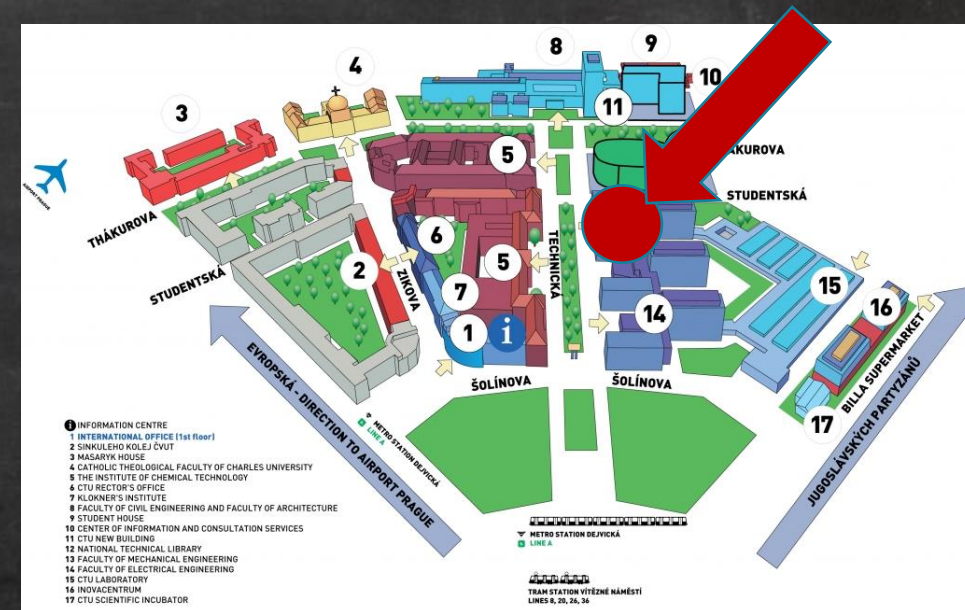 8
9
4
10
11
3
5
THÁKUROVA
STUDENTSKÁ
AIRPORT PRAGUE
THÁKUROVA
6
TECHNICKÁ
5
2
ZIKOVA
STUDENTSKÁ
7
15
1
i
14
16
ŠOLÍNOVA
ŠOLÍNOVA
BILLA SUPERMARKET
17
EVROPSKÁ - DIRECTION TO AIRPORT PRAGUE
JUGOSLÁVSKÝCH PARTYZÁNŮ
METRO STATION DEJVICKÁ
LINE A
i INFORMATION CENTRE
1 INTERNATIONAL OFFICE (1st floor)
2 SINKULEHO KOLEJ ČVUT
3 MASARYK HOUSE
4 CATHOLIC THEOLOGICAL FACULTY OF CHARLES UNIVERSITY
5 THE INSTITUTE OF CHEMICAL TECHNOLOGY
6 CTU RECTOR'S OFFICE
7 KLOKNER'S INSTITUTE
8 FACULTY OF CIVIL ENGINEERING AND FACULTY OF ARCHITECTURE
9 STUDENT HOUSE
10 CENTER OF INFORMATION AND CONSULTATION SERVICES
11 CTU NEW BUILDING
12 NATIONAL TECHNICAL LIBRARY
13 FACULTY OF MECHANICAL ENGINEERING
14 FACULTY OF ELECTRICAL ENGINEERING
15 CTU LABORATORY
16 INOVACENTRUM
17 CTU SCIENTIFIC INCUBATOR
METRO STATION DEJVICKÁ
LINE A
TRAM STATION VÍTĚZNÉ NÁMĚSTÍ
LINES 8, 20, 26, 36